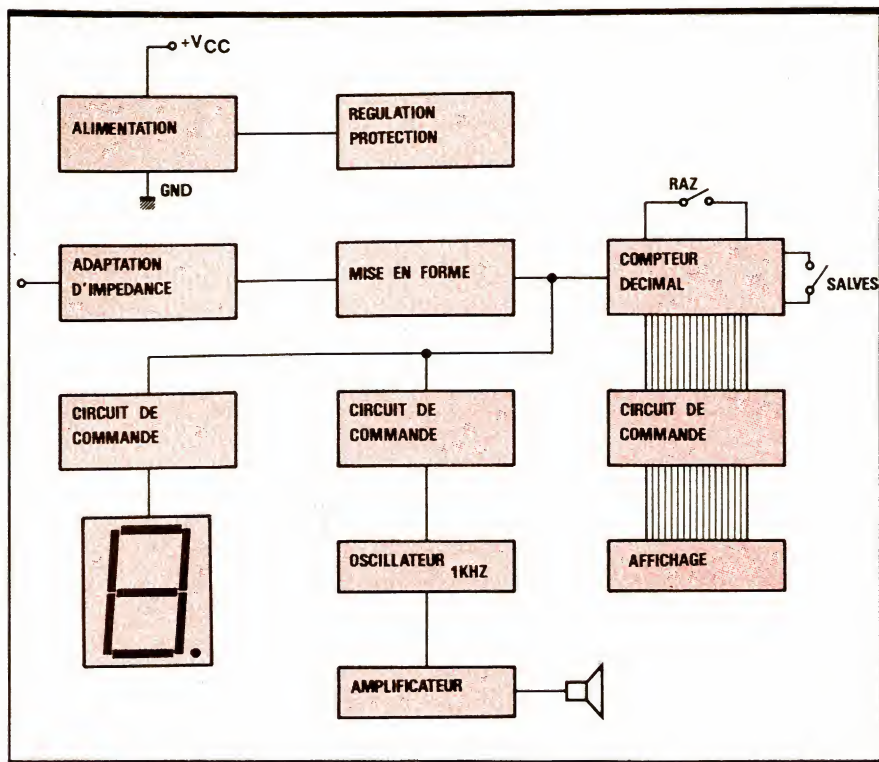 +VCC
ALIMENTATION
REGULATION
PROTECTION
GND
RAZ
ADAPTATION
D'IMPEDANCE
MISE EN FORME
COMPTEUR
DECIMAL
SALVES
CIRCUIT DE
COMMANDE
CIRCUIT DE
COMMANDE
CIRCUIT DE
COMMANDE
OSCILLATEUR 1KHZ
AFFICHAGE
AMPLIFICATEUR